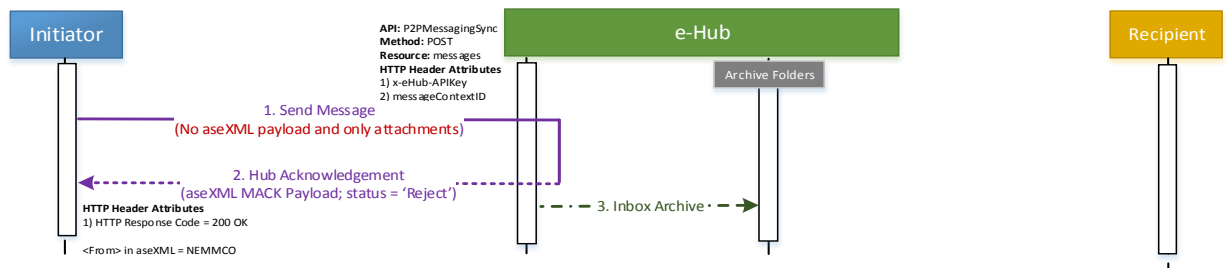 Initiator
API: P2PMessagingSync
Method: POST
Resource: messages
HTTP Header Attributes
1) x-eHub-APIKey
2) messageContextID
e-Hub
Archive Folders
Recipient
1. Send Message
(No aseXML payload and only attachments)
2. Hub Acknowledgement
(aseXML MACK Payload; status = ‘Reject’)
3. Inbox Archive
HTTP Header Attributes
1) HTTP Response Code = 200 OK
<From> in aseXML = NEMMCO